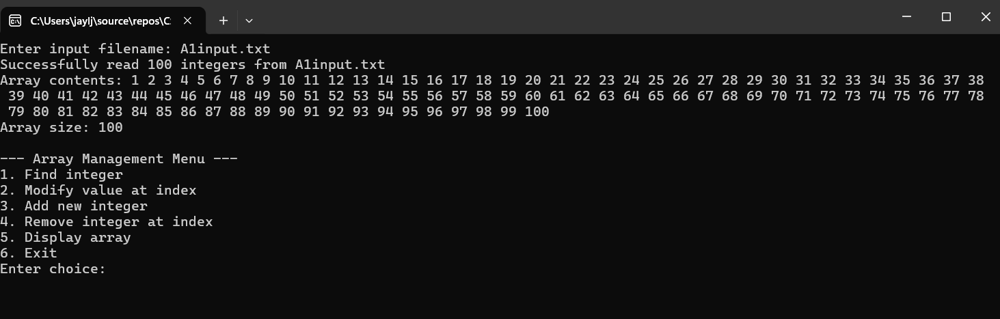 C:\Users\jaylj\source\repos\C:
Enter input filename: A1input.txt
Successfully read 100 integers from A1input.txt
Array contents: 1 2 3 4 5 6 7 8 9 10 11 12 13 14 15 16 17 18 19 20 21 22 23 24 25 26 27 28 29 30 31 32 33 34 35 36 37 38
39 40 41 42 43 44 45 46 47 48 49 50 51 52 53 54 55 56 57 58 59 60 61 62 63 64 65 66 67 68 69 70 71 72 73 74 75 76 77 78
79 80 81 82 83 84 85 86 87 88 89 90 91 92 93 94 95 96 97 98 99 100
Array size: 100
--- Array Management Menu ---
1. Find integer
2. Modify value at index
3. Add new integer
4. Remove integer at index
5. Display array
6. Exit
Enter choice: